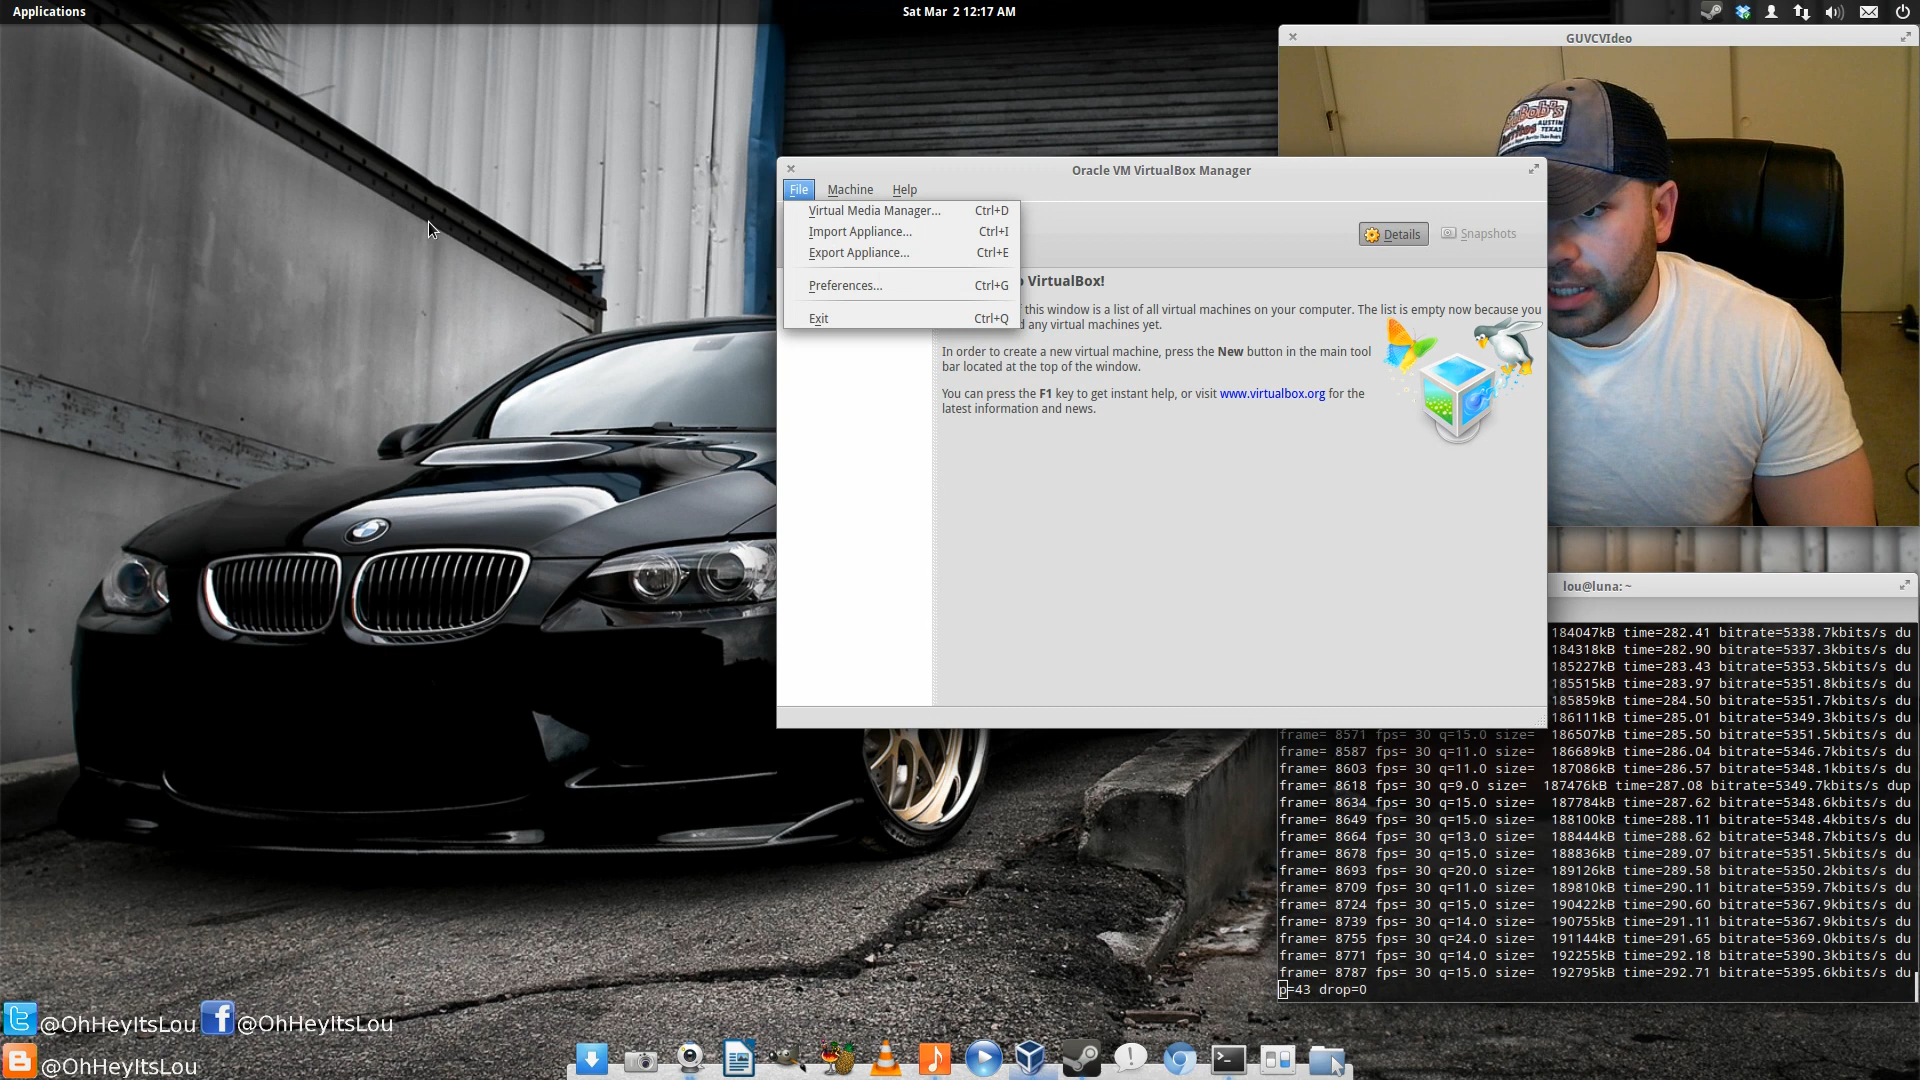 Applications
Sat Mar 2 12:17 AM
GUVCVIdeo
BoB's
AUSTIN
TEXAS
Oracle VM VirtualBox Manager
File Machine Help
Virtual Media Manager... Ctrl+D
Import Appliance... Ctrl+I
Export Appliance... Ctrl+E
Preferences... Ctrl+G
Exit Ctrl+Q
Details
Snapshots
VirtualBox!
this window is a list of all virtual machines on your computer. The list is empty now because you
any virtual machines yet.
In order to create a new virtual machine, press the New button in the main tool
bar located at the top of the window.
You can press the F1 key to get instant help, or visit www.virtualbox.org for the
latest information and news.
lou@luna: ~
184047kB time=282.41 bitrate=5338.7kbits/s du
184318kB time=282.90 bitrate=5337.3kbits/s du
185227kB time=283.43 bitrate=5353.5kbits/s du
185515kB time=283.97 bitrate=5351.8kbits/s du
185859kB time=284.50 bitrate=5351.7kbits/s du
186111kB time=285.01 bitrate=5349.3kbits/s du
frame= 8571 fps= 30 q=15.0 size= 186507kB time=285.50 bitrate=5351.5kbits/s du
frame= 8587 fps= 30 q=11.0 size= 186689kB time=286.04 bitrate=5346.7kbits/s du
frame= 8603 fps= 30 q=11.0 size= 187086kB time=286.57 bitrate=5348.1kbits/s du
frame= 8618 fps= 30 q=9.0 size= 187476kB time=287.08 bitrate=5349.7kbits/s dup
frame= 8634 fps= 30 q=15.0 size= 187784kB time=287.62 bitrate=5348.6kbits/s du
frame= 8649 fps= 30 q=15.0 size= 188100kB time=288.11 bitrate=5348.4kbits/s du
frame= 8664 fps= 30 q=13.0 size= 188444kB time=288.62 bitrate=5348.7kbits/s du
frame= 8678 fps= 30 q=15.0 size= 188836kB time=289.07 bitrate=5351.5kbits/s du
frame= 8693 fps= 30 q=20.0 size= 189126kB time=289.58 bitrate=5350.2kbits/s du
frame= 8709 fps= 30 q=11.0 size= 189810kB time=290.11 bitrate=5359.7kbits/s du
frame= 8724 fps= 30 q=15.0 size= 190422kB time=290.60 bitrate=5367.9kbits/s du
frame= 8739 fps= 30 q=14.0 size= 190755kB time=291.11 bitrate=5367.9kbits/s du
frame= 8755 fps= 30 q=24.0 size= 191144kB time=291.65 bitrate=5369.0kbits/s du
frame= 8771 fps= 30 q=14.0 size= 192255kB time=292.18 bitrate=5390.3kbits/s du
frame= 8787 fps= 30 q=15.0 size= 192795kB time=292.71 bitrate=5395.6kbits/s du
p=43 drop=0
@OhHeyItsLou @OhHeyItsLou
@OhHeyItsLou